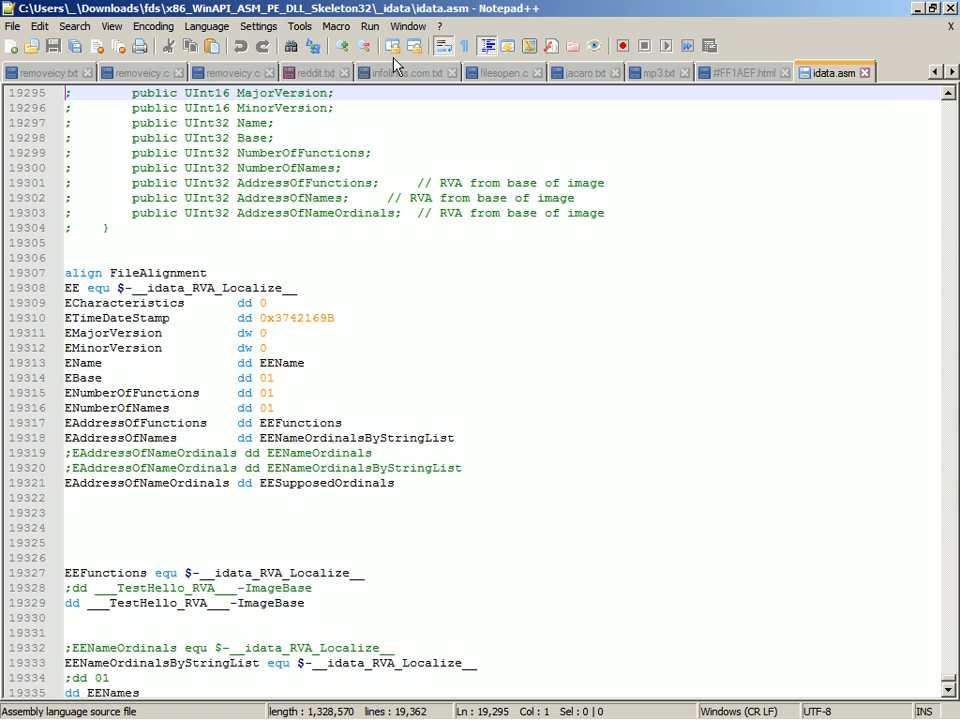 C:\Users\_\Downloads\fds\x86_WinAPI_ASM_PE_DLL_Skeleton32\_idata\idata.asm - Notepad++
File Edit Search View Encoding Language Settings Tools Macro Run Window ? X
removeicy.txt removeicy.c removeicy.c reddit.txt .com.bt filesopen.c jacaro.txt mp3.txt #FF1AEF.html idata.asm
19295 ; public UInt16 MajorVersion;
19296 ; public UInt16 MinorVersion;
19297 ; public UInt32 Name;
19298 ; public UInt32 Base;
19299 ; public UInt32 NumberOfFunctions;
19300 ; public UInt32 NumberOfNames;
19301 ; public UInt32 AddressOfFunctions; // RVA from base of image
19302 ; public UInt32 AddressOfNames; // RVA from base of image
19303 ; public UInt32 AddressOfNameOrdinals; // RVA from base of image
19304 ; }
19305
19306
19307 align FileAlignment
19308 EE equ $-__idata_RVA_Localize__
19309 ECharacteristics dd 0
19310 ETimeDateStamp dd 0x3742169B
19311 EMajorVersion dw 0
19312 EMinorVersion dw 0
19313 EName dd EEName
19314 EBase dd 01
19315 ENumberOfFunctions dd 01
19316 ENumberOfNames dd 01
19317 EAddressOfFunctions dd EEFunctions
19318 EAddressOfNames dd EENameOrdinalsByStringList
19319 ;EAddressOfNameOrdinals dd EENameOrdinals
19320 ;EAddressOfNameOrdinals dd EENameOrdinalsByStringList
19321 EAddressOfNameOrdinals dd EESupposedOrdinals
19322
19323
19324
19325
19326
19327 EEFunctions equ $-__idata_RVA_Localize__
19328 ;dd ___TestHello_RVA___-ImageBase
19329 dd ___TestHello_RVA___-ImageBase
19330
19331
19332 ;EENameOrdinals equ $-__idata_RVA_Localize__
19333 EENameOrdinalsByStringList equ $-__idata_RVA_Localize__
19334 ;dd 01
19335 dd EENames
Assembly language source file length : 1,328,570 lines : 19,362 Ln : 19,295 Col : 1 Sel : 0 | 0 Windows (CR LF) UTF-8 INS